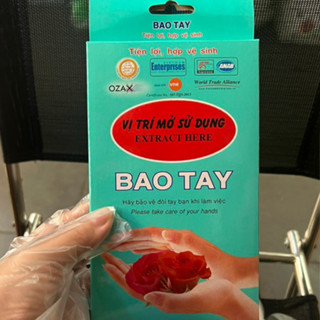 BAO TAY
Tiện lợi, hợp vệ sinh
Tiện lợi, hợp vệ sinh
Enterprises
ANAB
OZAX
World Trade Alliance
VỊ TRÍ MỞ SỬ DỤNG
EXTRACT HERE
BAO TAY
Hãy bảo vệ đôi tay bạn khi làm việc
Please take care of your hands